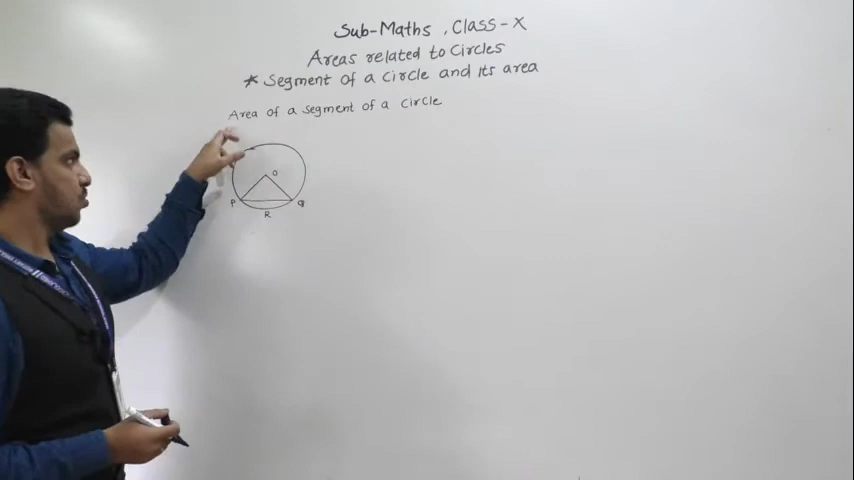 Sub-Maths , Class-X
Areas related to Circles
* Segment of a Circle and its area
Area of a segment of a circle
O
P
Q
R